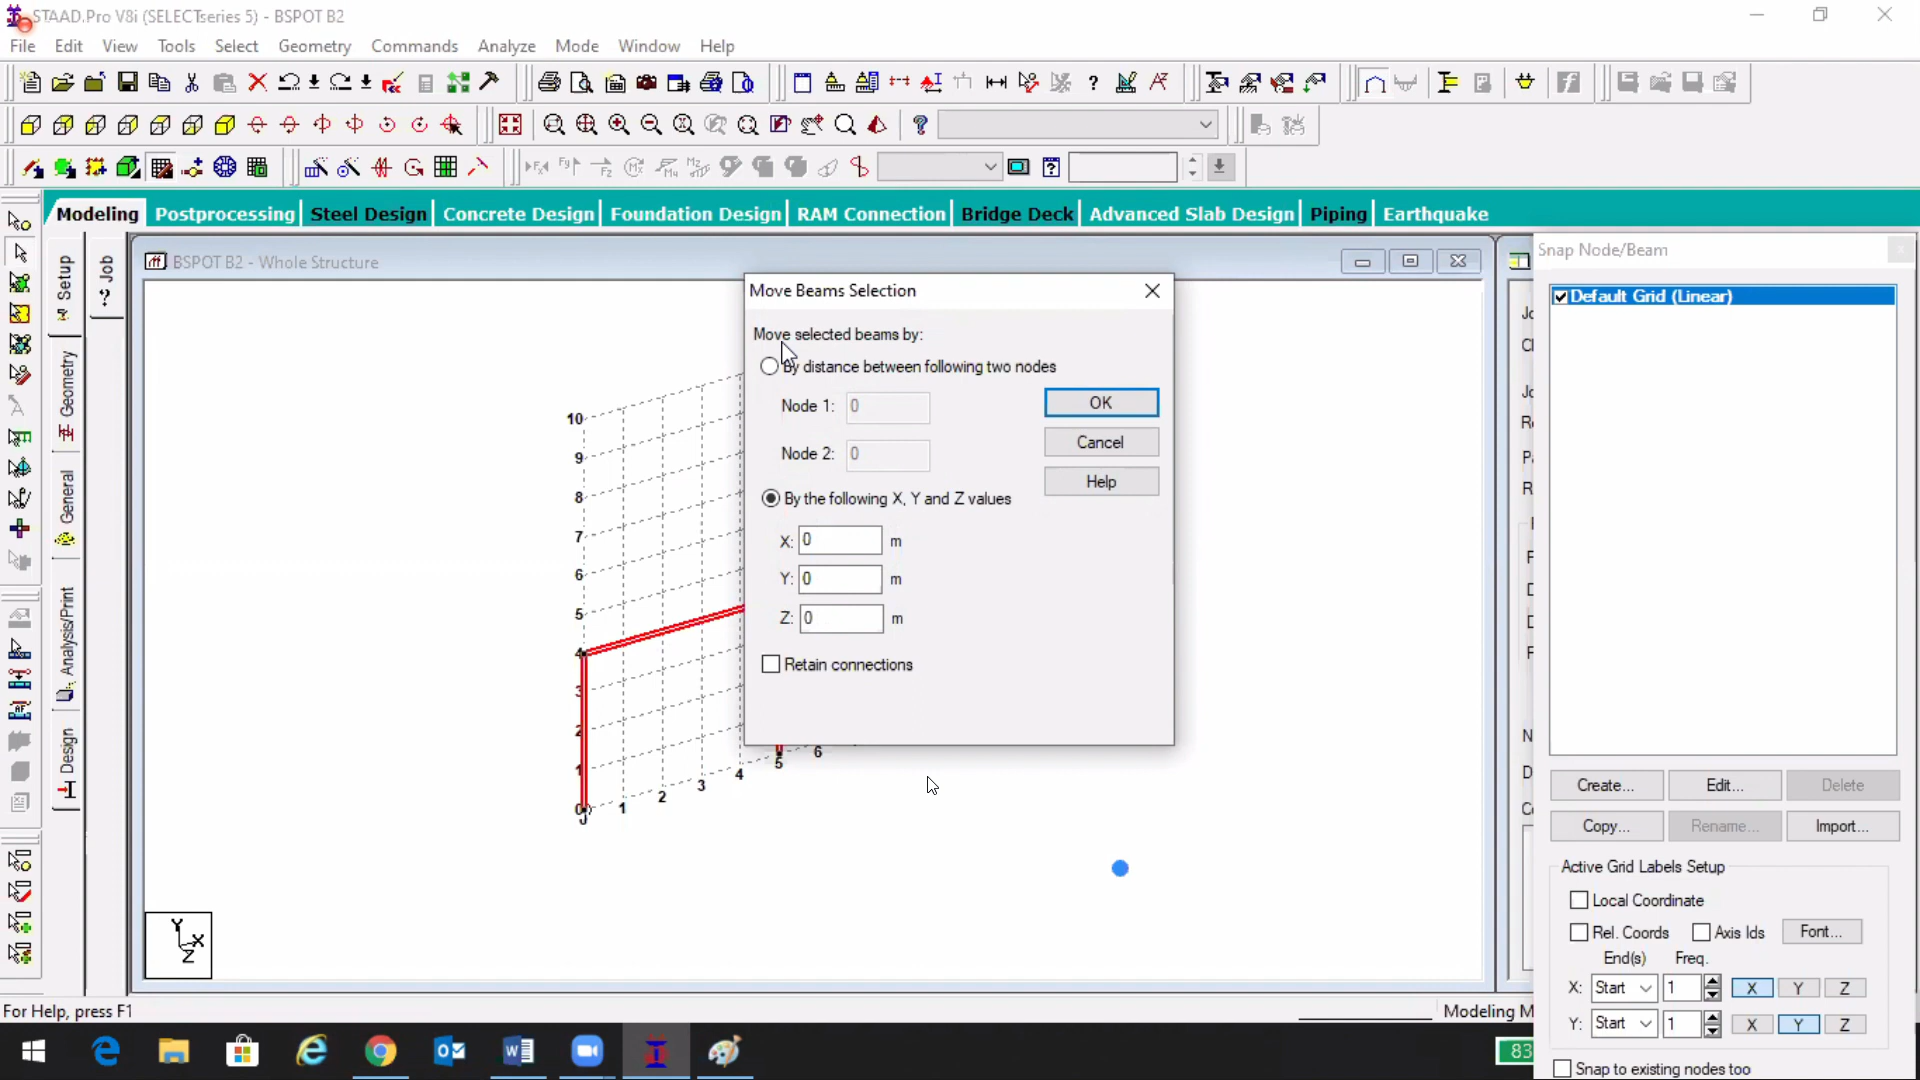 STAAD.Pro V8i (SELECTseries 5) - BSPOT B2
File Edit View Tools Select Geometry Commands Analyze Mode Window Help
Modeling Postprocessing Steel Design Concrete Design Foundation Design RAM Connection Bridge Deck Advanced Slab Design Piping Earthquake
Setup
Geometry
General
Analysis/Print
Design
Job
BSPOT B2 - Whole Structure
10
9
8
7
6
5
4
3
2
1
0
1
2
3
4
5
6
Y
X
Z
Move Beams Selection
Move selected beams by:
By distance between following two nodes
Node 1: 0
Node 2: 0
OK
Cancel
Help
By the following X, Y and Z values
X: 0 m
Y: 0 m
Z: 0 m
Retain connections
Snap Node/Beam
Default Grid (Linear)
Create... Edit... Delete
Copy... Rename... Import...
Active Grid Labels Setup
Local Coordinate
Rel. Coords Axis Ids Font...
End(s) Freq.
X: Start 1 X Y Z
Y: Start 1 X Y Z
Snap to existing nodes too
For Help, press F1
Modeling M
83